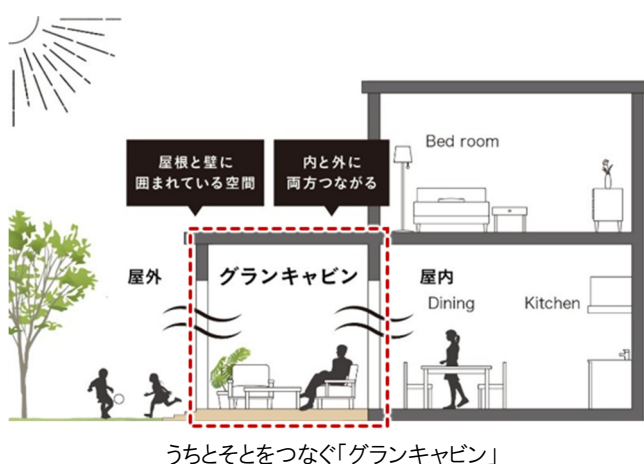 屋根と壁に
囲まれている空間
内と外に
両方つながる
Bed room
屋外
グランキャビン
屋内
Dining
Kitchen
うちとそとをつなぐ「グランキャビン」